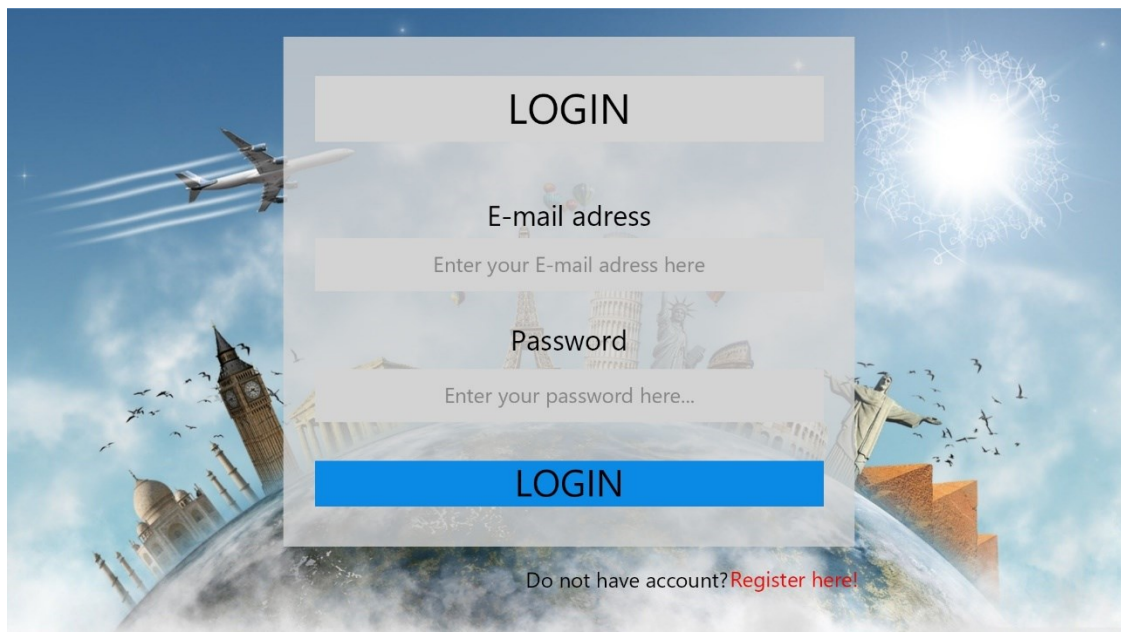 LOGIN
E-mail adress
Enter your E-mail adress here
Password
Enter your password here...
LOGIN
Do not have account?Register here!